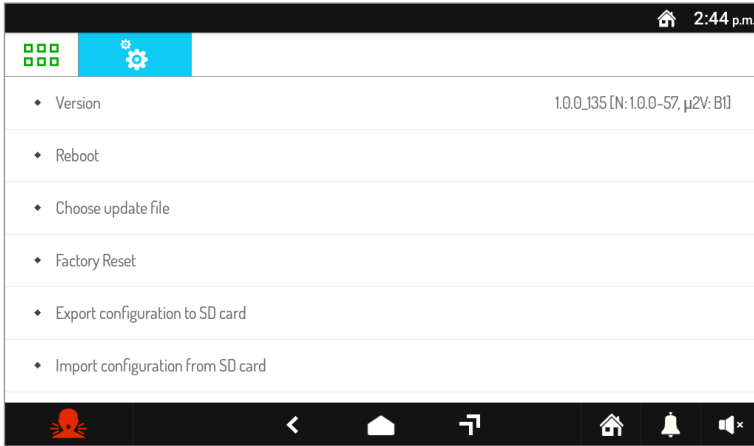 2:44 p.m.
Version 1.0.0_135 [N: 1.0.0-57, µ2V: B1]
Reboot
Choose update file
Factory Reset
Export configuration to SD card
Import configuration from SD card